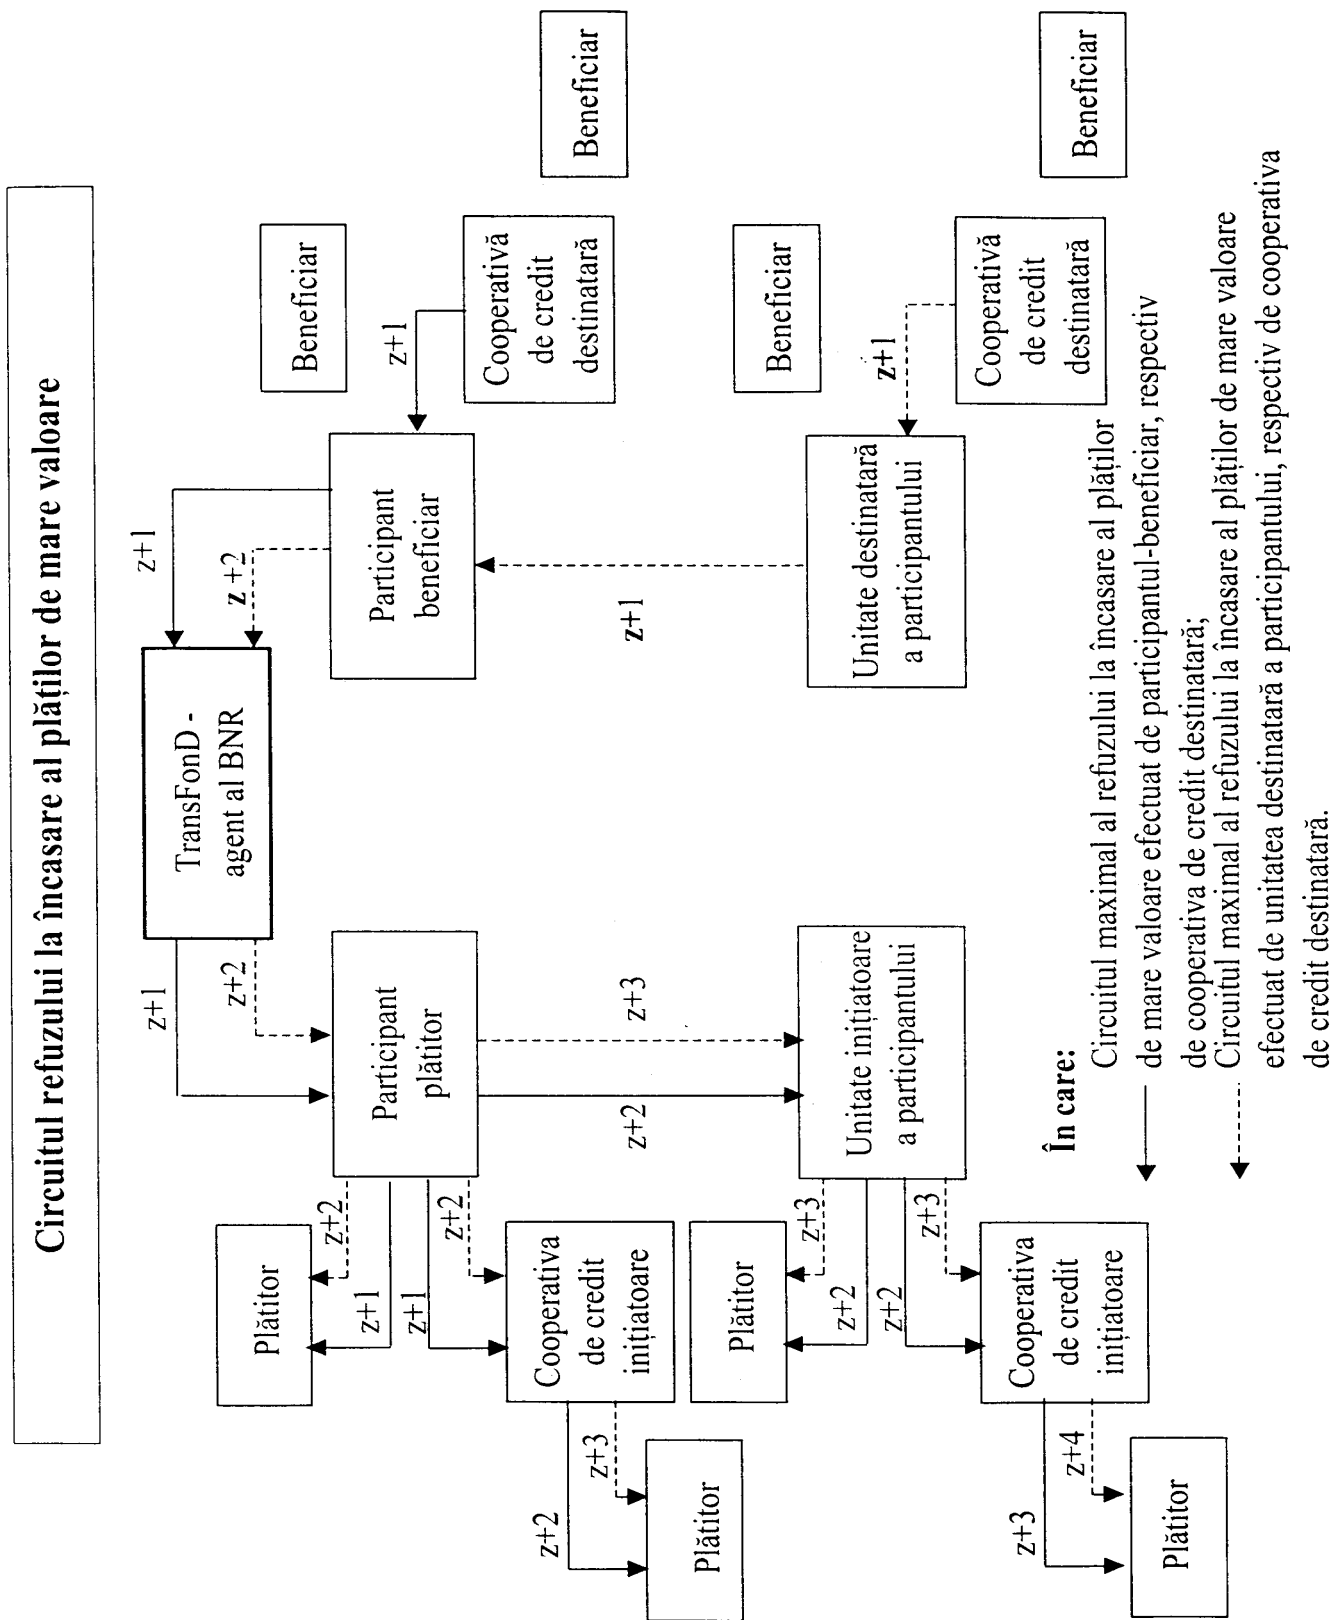 Circuitul refuzului la încasare al plăților de mare valoare
z+1
z+1
TransFonD -
agent al BNR
z+2
z +2
Plătitor
z+2
z+1
Participant
plătitor
Participant
beneficiar
Beneficiar
z+1
z+2
z+1
Cooperativa
de credit
inițiatoare
Cooperativă
de credit
destinatară
Beneficiar
z+2
z+3
z+2
z+3
z+1
Plătitor
Plătitor
z+3
z+2
Unitate inițiatoare
a participantului
Unitate destinatară
a participantului
Beneficiar
z+2
z+3
z+1
Cooperativa
de credit
inițiatoare
Cooperativă
de credit
destinatară
Beneficiar
z+3
z+4
Plătitor
În care:
Circuitul maximal al refuzului la încasare al plăților
de mare valoare efectuat de participantul-beneficiar, respectiv
de cooperativa de credit destinatară;
Circuitul maximal al refuzului la încasare al plăților de mare valoare
efectuat de unitatea destinatară a participantului, respectiv de cooperativa
de credit destinatară.